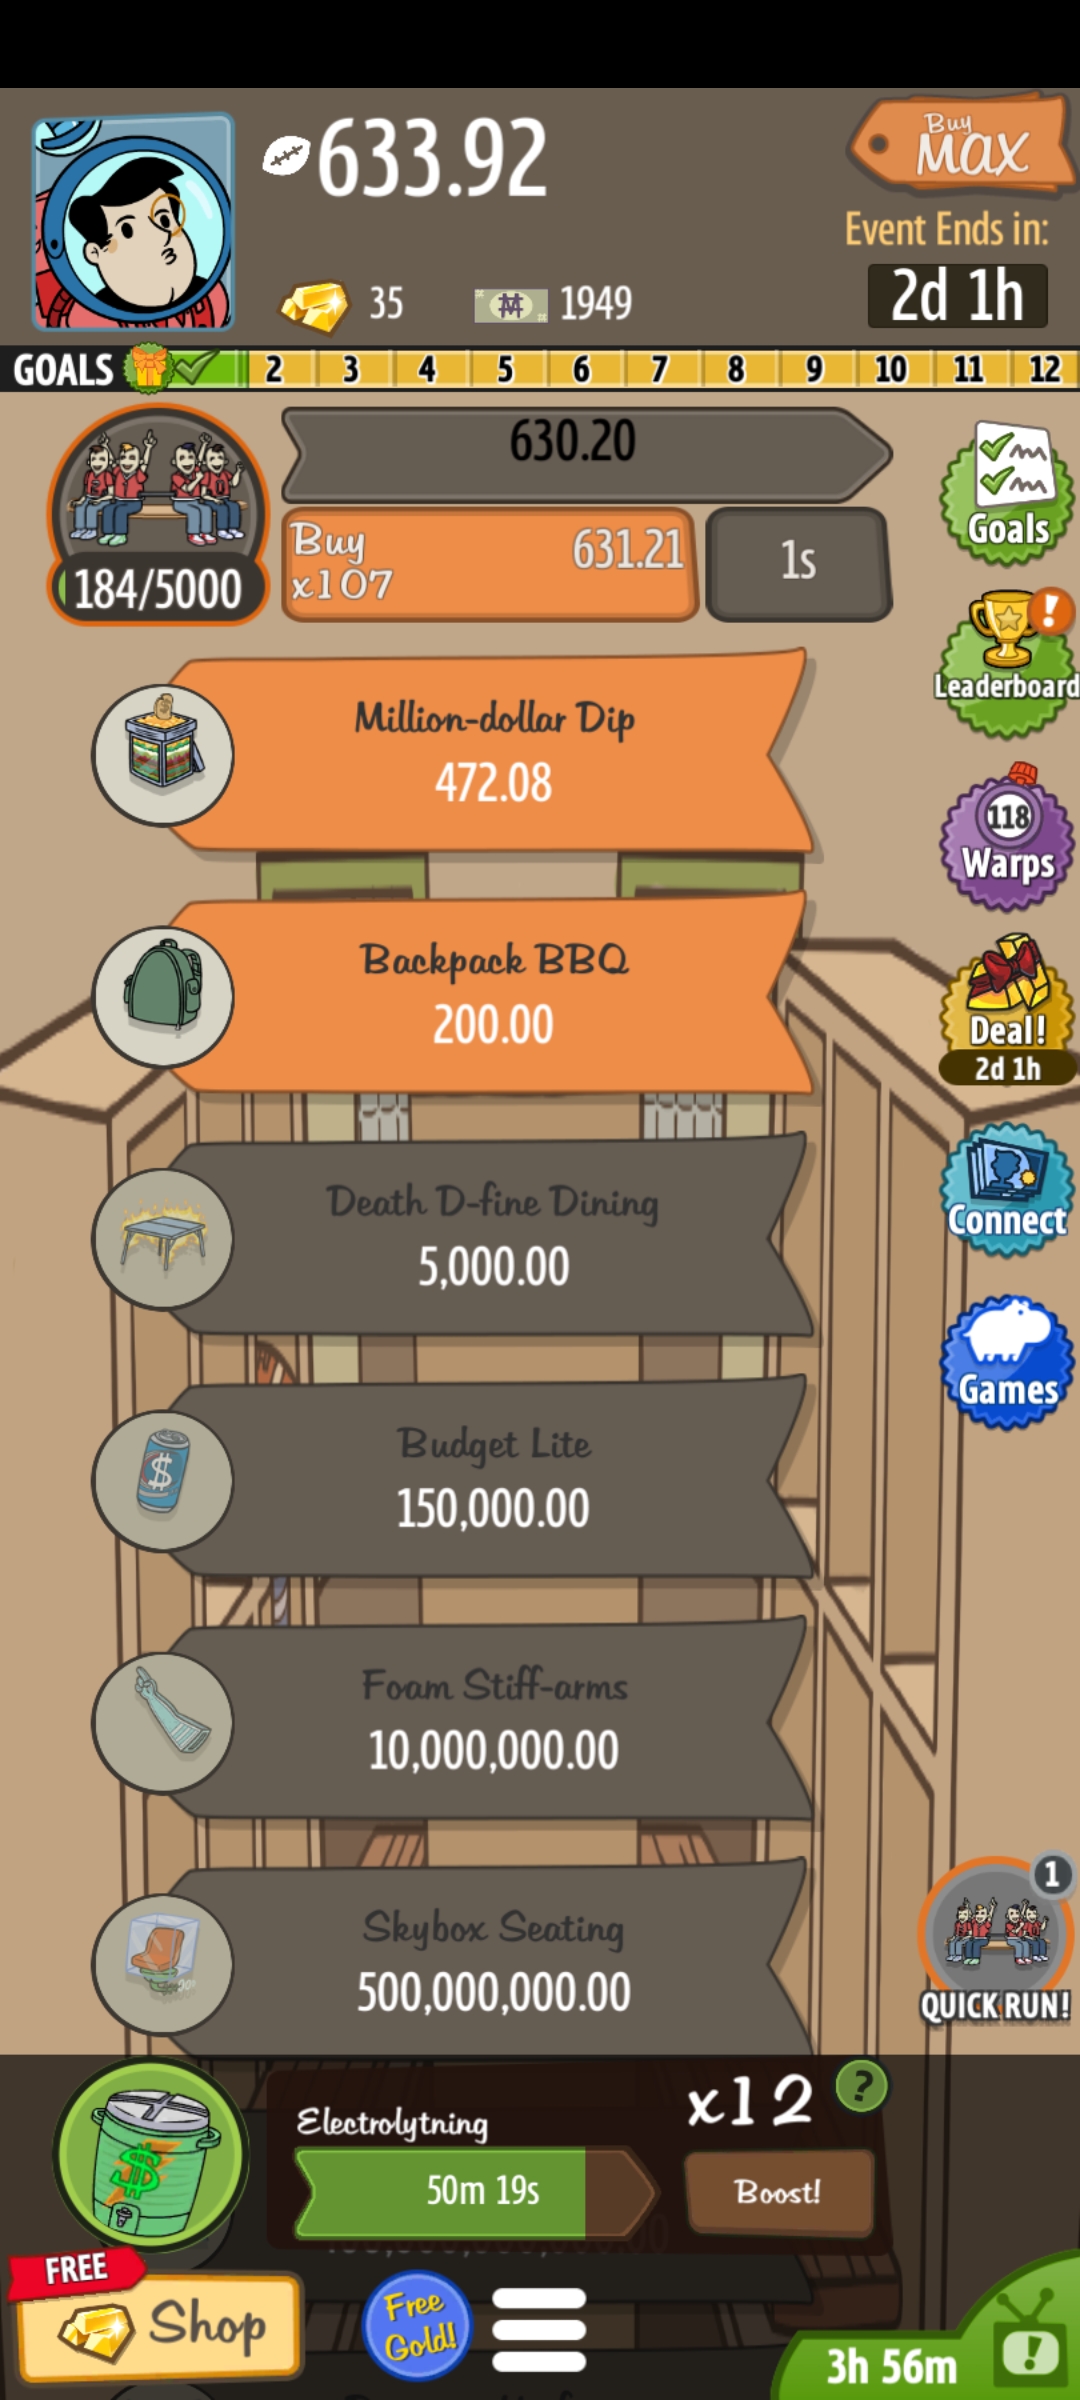 633.92
Buy
MAX
Event Ends in:
35
1949
2d 1h
GOALS 2 3 4 5 6 7 8 9 10 11 12
630.20
Buy
x107
631.21
1s
184/5000
Goals
Leaderboard
Million-dollar Dip
472.08
118
Warps
Backpack BBQ
200.00
Deal!
2d 1h
Death D-fine Dining
5,000.00
Connect
Budget Lite
150,000.00
Games
Foam Stiff-arms
10,000,000.00
Skybox Seating
500,000,000.00
1
QUICK RUN!
Electrolytning
x12
?
50m 19s
Boost!
FREE
Shop
Free
Gold!
3h 56m